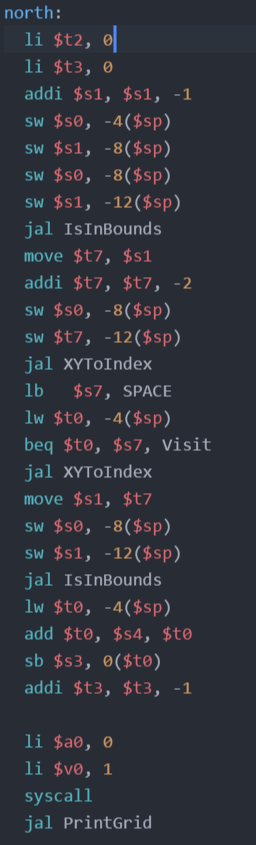 north:
li $t2, 0
li $t3, 0
addi $s1, $s1, -1
sw $s0, -4($sp)
sw $s1, -8($sp)
sw $s0, -8($sp)
sw $s1, -12($sp)
jal IsInBounds
move $t7, $s1
addi $t7, $t7, -2
sw $s0, -8($sp)
sw $t7, -12($sp)
jal XYToIndex
lb   $s7, SPACE
lw $t0, -4($sp)
beq $t0, $s7, Visit
jal XYToIndex
move $s1, $t7
sw $s0, -8($sp)
sw $s1, -12($sp)
jal IsInBounds
lw $t0, -4($sp)
add $t0, $s4, $t0
sb $s3, 0($t0)
addi $t3, $t3, -1
li $a0, 0
li $v0, 1
syscall
jal PrintGrid